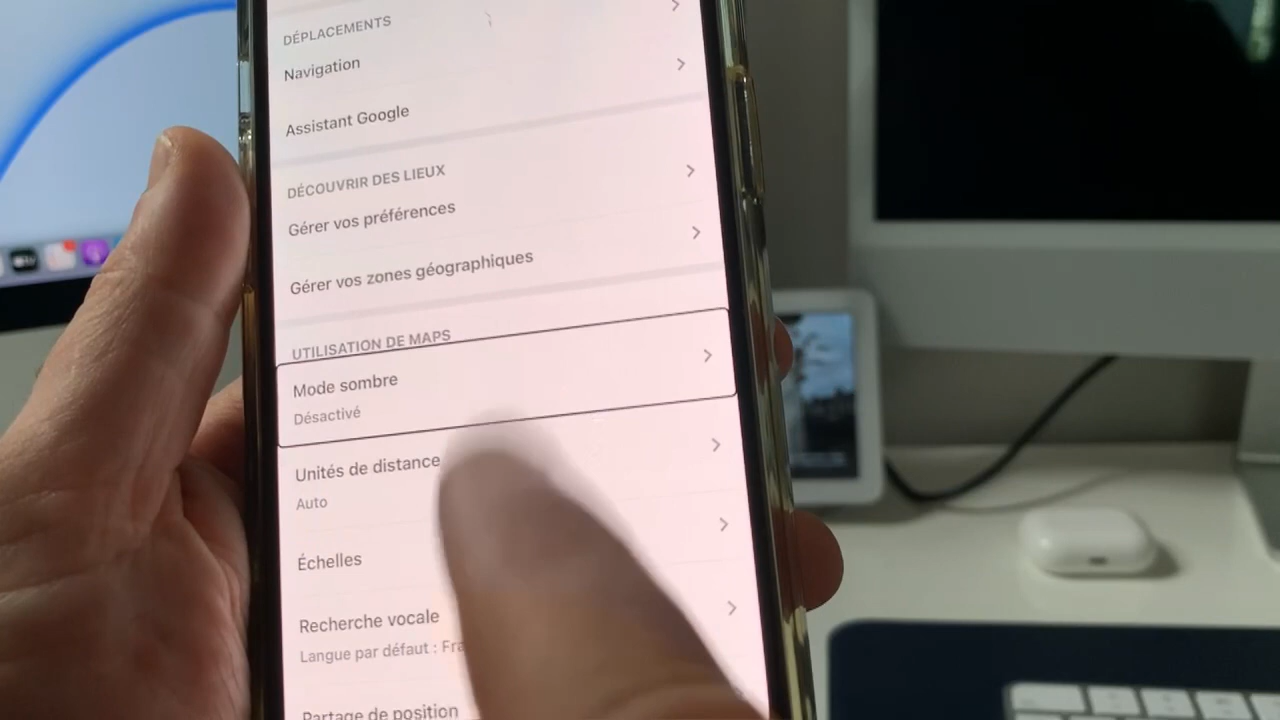 DÉPLACEMENTS
Navigation
Assistant Google
DÉCOUVRIR DES LIEUX
Gérer vos préférences
Gérer vos zones géographiques
UTILISATION DE MAPS
Mode sombre
Désactivé
Unités de distance
Auto
Échelles
Recherche vocale
Langue par défaut : Fra
Partage de position